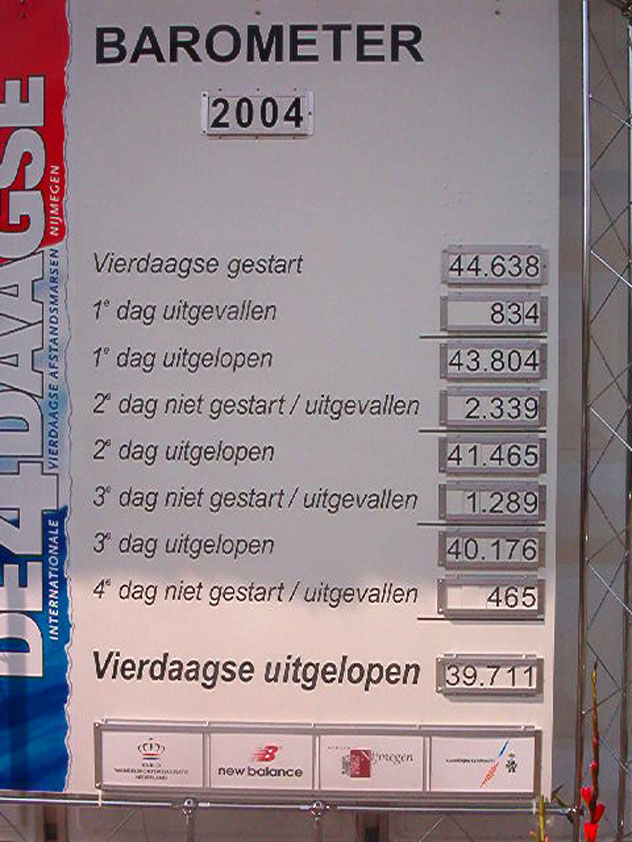 BAROMETER
2004
DE 4DAAGSE
INTERNATIONALE VIERDAAGSE AFSTANDSMARSEN NIJMEGEN
Vierdaagse gestart 44.638
1e dag uitgevallen 834
1e dag uitgelopen 43.804
2e dag niet gestart / uitgevallen 2.339
2e dag uitgelopen 41.465
3e dag niet gestart / uitgevallen 1.289
3e dag uitgelopen 40.176
4e dag niet gestart / uitgevallen 465
Vierdaagse uitgelopen 39.711
WANDELSPORTORGANISATIE
NEDERLAND
new balance
Nijmegen